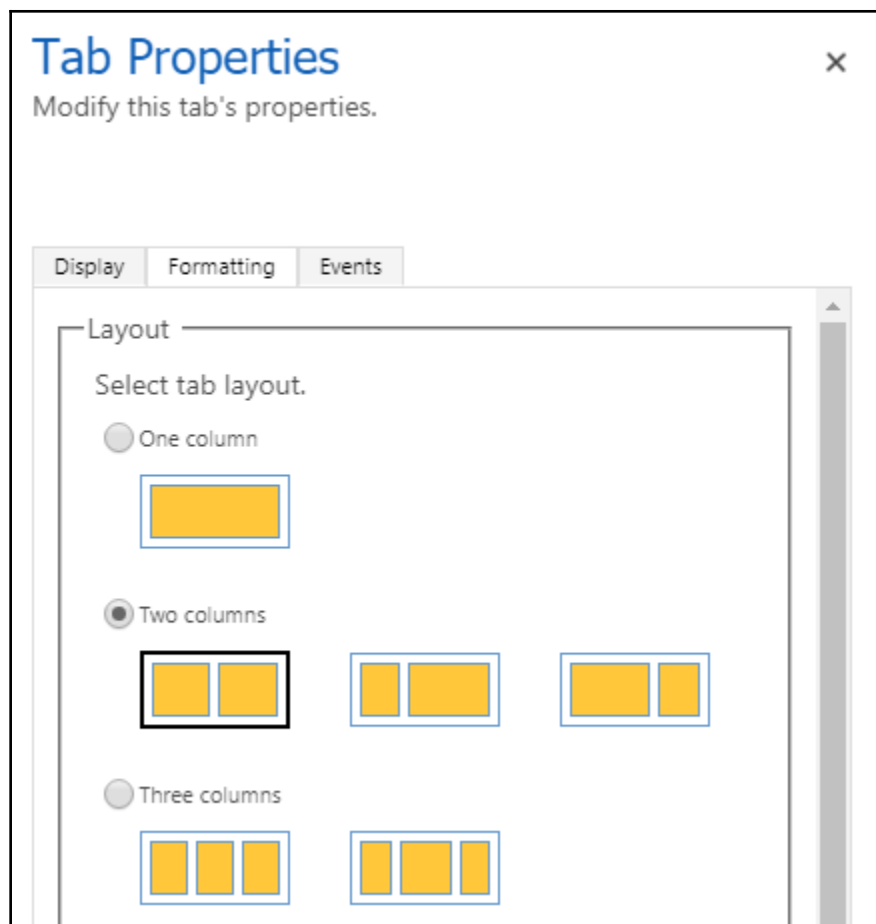 Tab Properties
Modify this tab's properties.
Display Formatting Events
Layout
Select tab layout.
One column
Two columns
Three columns